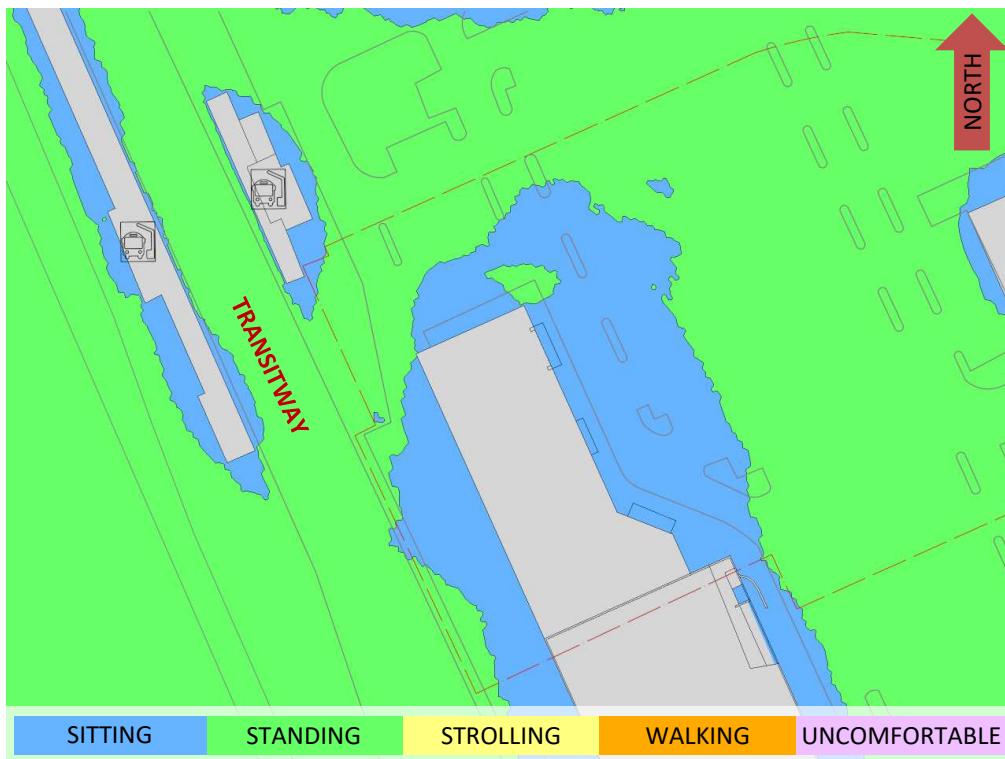 NORTH
TRANSITWAY
SITTING
STANDING
STROLLING
WALKING
UNCOMFORTABLE